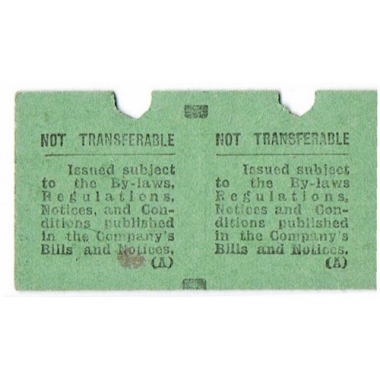 NOT TRANSFERABLE
Issued subject
to the By-laws,
Regulations,
Notices, and Con-
ditions published
in the Company's
Bills and Notices.
(A)
NOT TRANSFERABLE
Issued subject
to the By-laws,
Regulations,
Notices and Con-
ditions published
in the Company's
Bills and Notices.
(A)